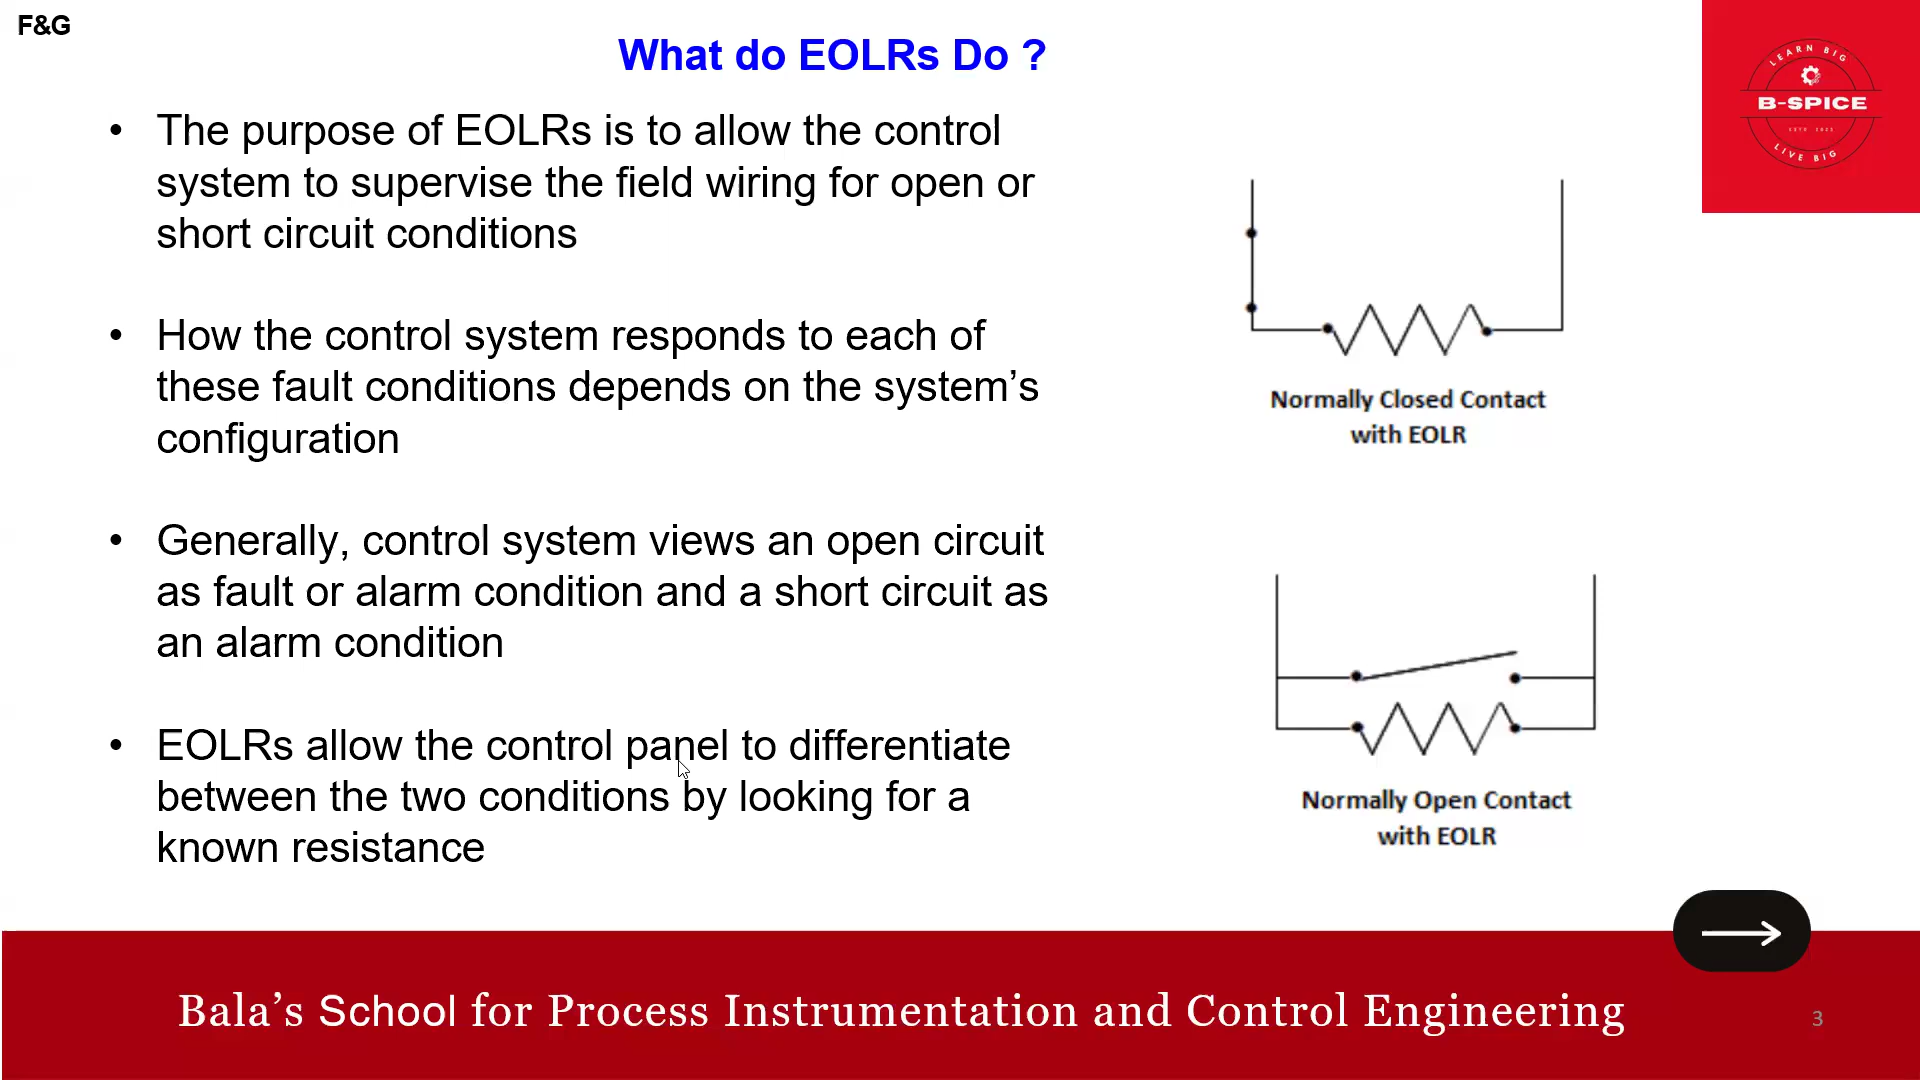 F&G
What do EOLRs Do ?
• The purpose of EOLRs is to allow the control
system to supervise the field wiring for open or
short circuit conditions
• How the control system responds to each of
these fault conditions depends on the system’s
configuration
• Generally, control system views an open circuit
as fault or alarm condition and a short circuit as
an alarm condition
• EOLRs allow the control panel to differentiate
between the two conditions by looking for a
known resistance
LEARN BIG
B-SPICE
LIVE BIG
Normally Closed Contact
with EOLR
Normally Open Contact
with EOLR
Bala’s School for Process Instrumentation and Control Engineering
3